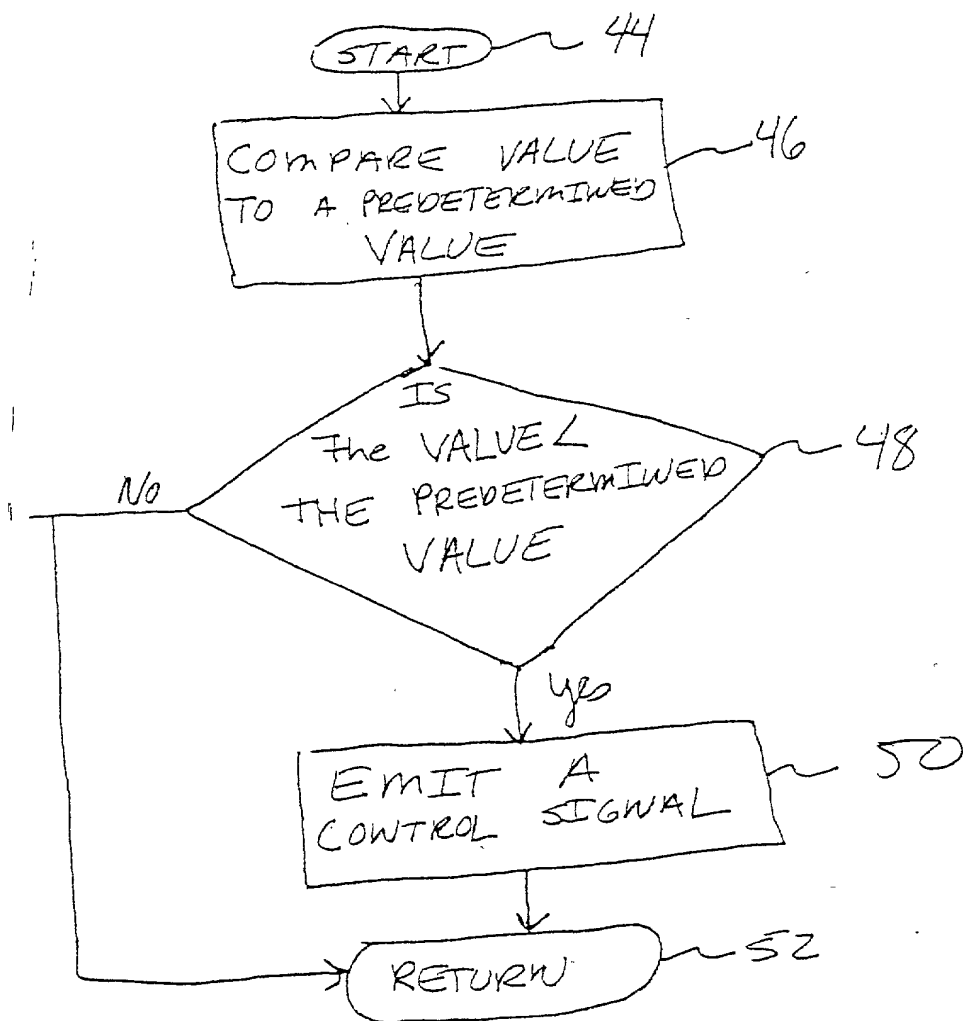 START
44
COMPARE VALUE
TO A PREDETERMINED
VALUE
46
IS
The VALUE <
THE PREDETERMINED
VALUE
48
No
yes
EMIT A
CONTROL SIGNAL
50
RETURN
52